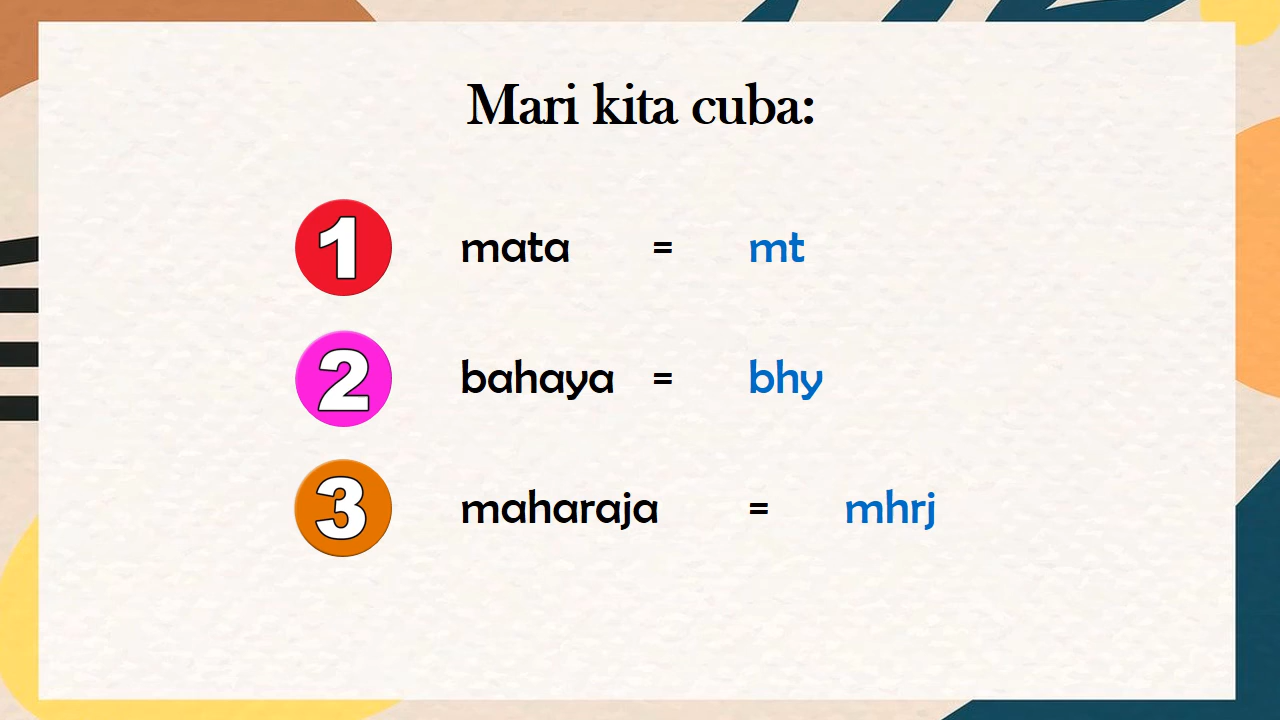 Mari kita cuba:
1 mata = mt
2 bahaya = bhy
3 maharaja = mhrj